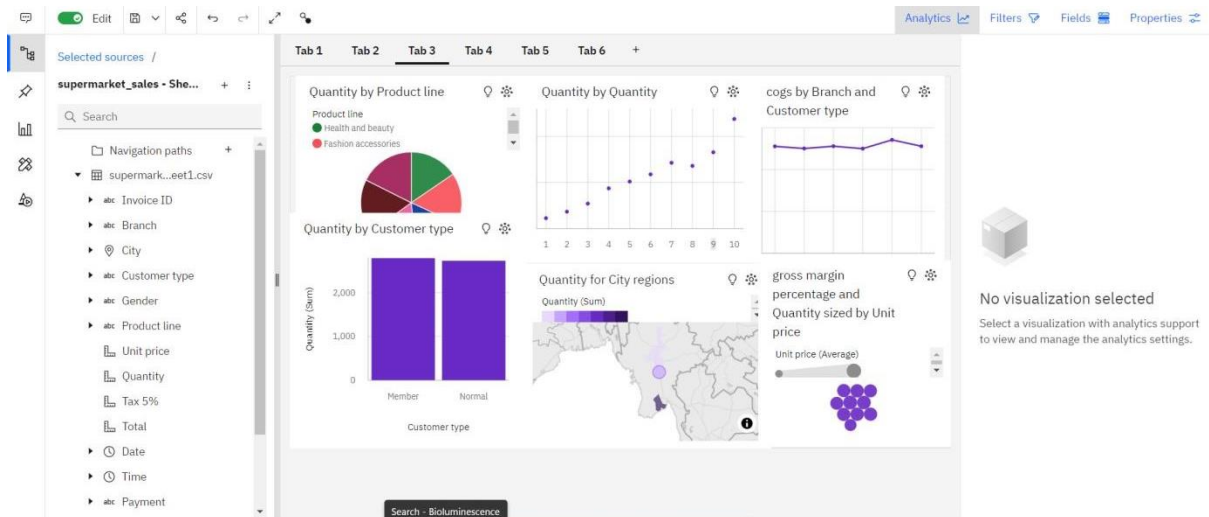 Edit
Analytics
Filters
Fields
Properties
Selected sources /
supermarket_sales - She...
+
Search
Navigation paths +
supermark...eet1.csv
abc Invoice ID
abc Branch
City
abc Customer type
abc Gender
abc Product line
Unit price
Quantity
Tax 5%
Total
Date
Time
abc Payment
Tab 1 Tab 2 Tab 3 Tab 4 Tab 5 Tab 6 +
Quantity by Product line
Product line
Health and beauty
Fashion accessories
Quantity by Quantity
1 2 3 4 5 6 7 8 9 10
cogs by Branch and
Customer type
Quantity by Customer type
Quantity (Sum)
2,000
1,000
0
Member Normal
Customer type
Quantity for City regions
Quantity (Sum)
gross margin
percentage and
Quantity sized by Unit
price
Unit price (Average)
No visualization selected
Select a visualization with analytics support
to view and manage the analytics settings.
Search - Bioluminescence